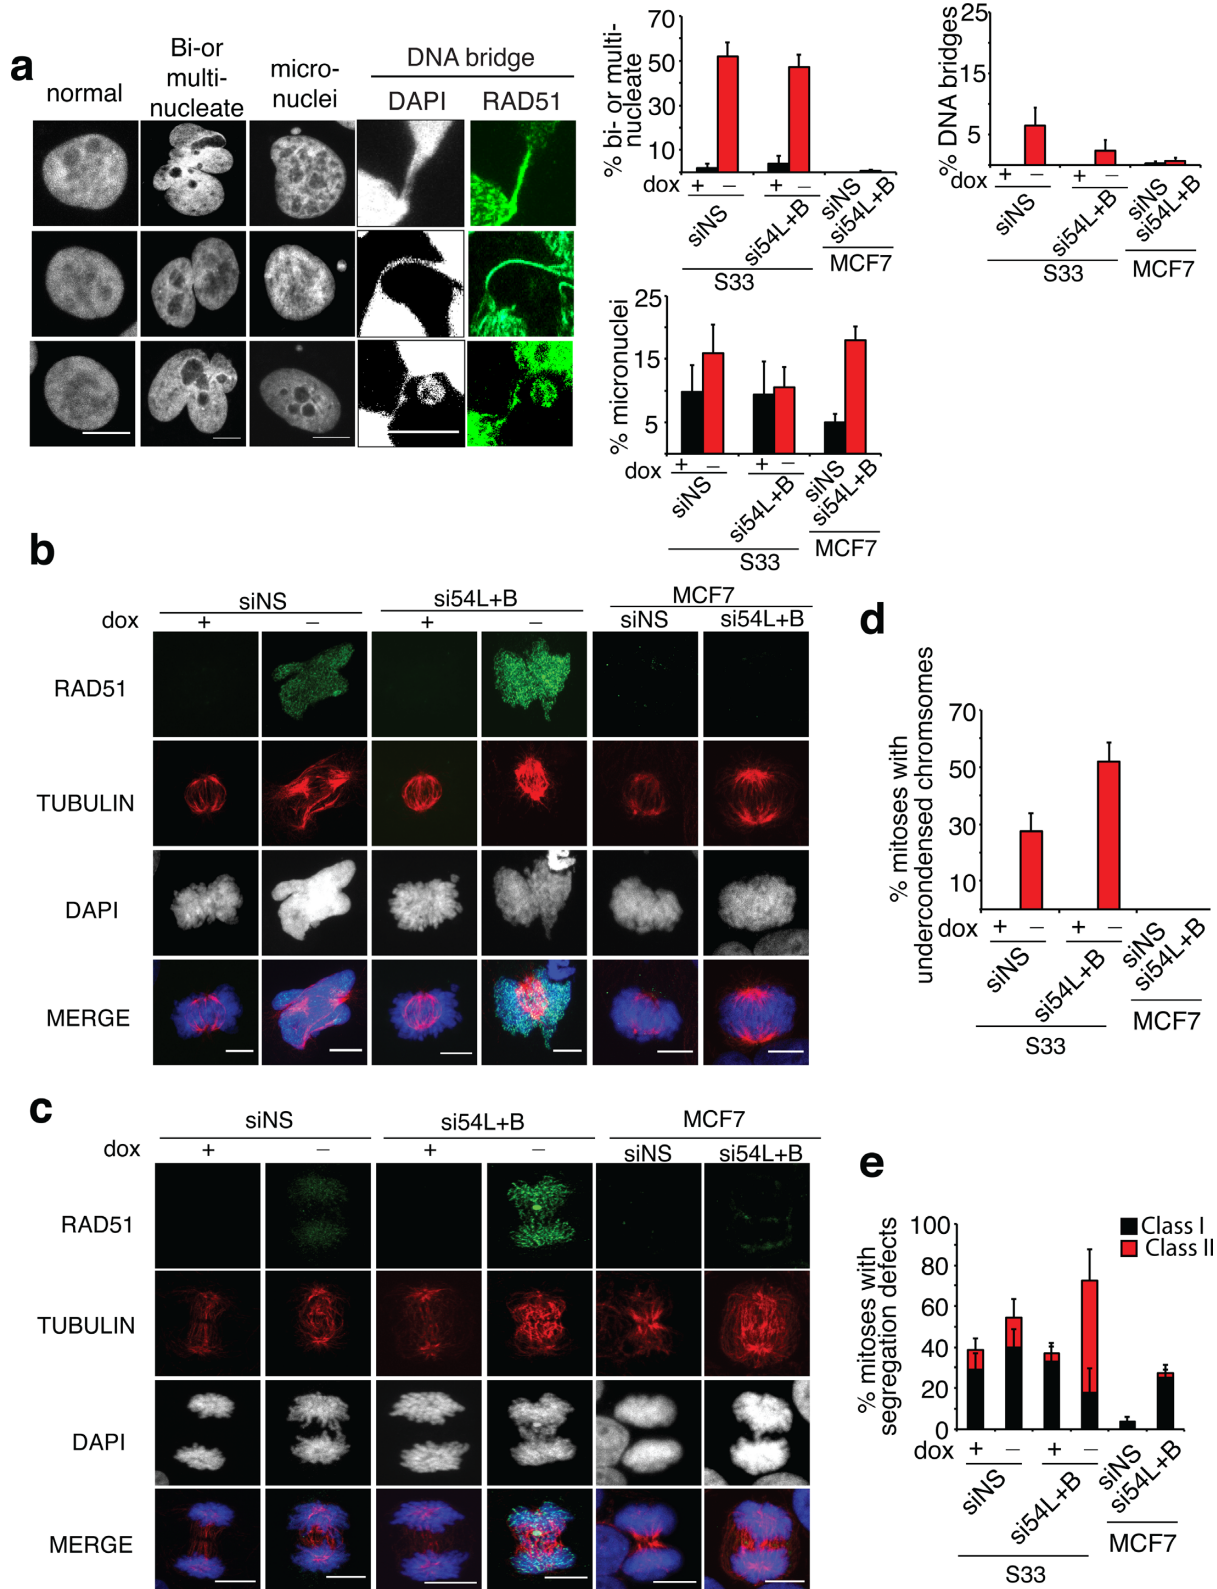 a
normal
Bi-or
multi-
nucleate
micro-
nuclei
DNA bridge
DAPI
RAD51
% bi- or multi-
nucleate
70
50
30
10
dox
+
–
+
–
siNS
si54L+B
siNS
si54L+B
S33
MCF7
% DNA bridges
25
15
5
dox
+
–
+
–
siNS
si54L+B
siNS
si54L+B
S33
MCF7
% micronuclei
25
15
5
dox
+
–
+
–
siNS
si54L+B
siNS
si54L+B
S33
MCF7
b
siNS
si54L+B
MCF7
dox
+
–
+
–
siNS
si54L+B
RAD51
TUBULIN
DAPI
MERGE
c
siNS
si54L+B
MCF7
dox
+
–
+
–
siNS
si54L+B
RAD51
TUBULIN
DAPI
MERGE
d
% mitoses with
undercondensed chromsomes
70
50
30
10
dox
+
–
+
–
siNS
si54L+B
siNS
si54L+B
S33
MCF7
e
% mitoses with
segregation defects
100
80
60
40
20
0
Class I
Class II
dox
+
–
+
–
siNS
si54L+B
siNS
si54L+B
MCF7
S33